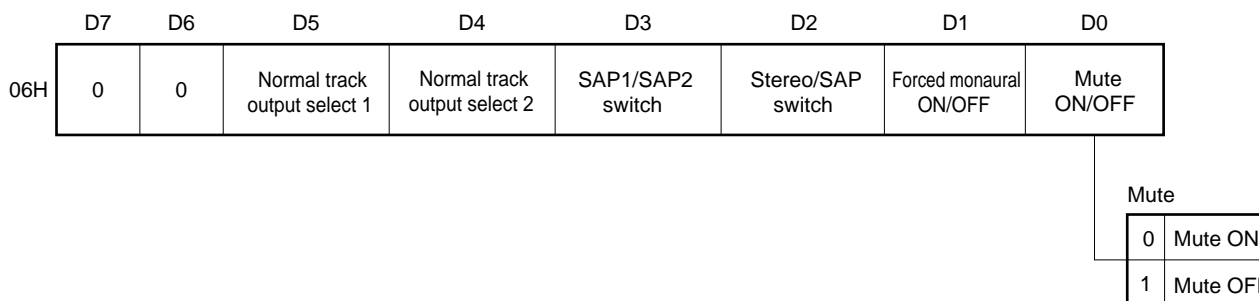 D7 D6 D5 D4 D3 D2 D1 D0
06H 0 0 Normal track output select 1 Normal track output select 2 SAP1/SAP2 switch Stereo/SAP switch Forced monaural ON/OFF Mute ON/OFF
Mute
0 Mute ON
1 Mute OF